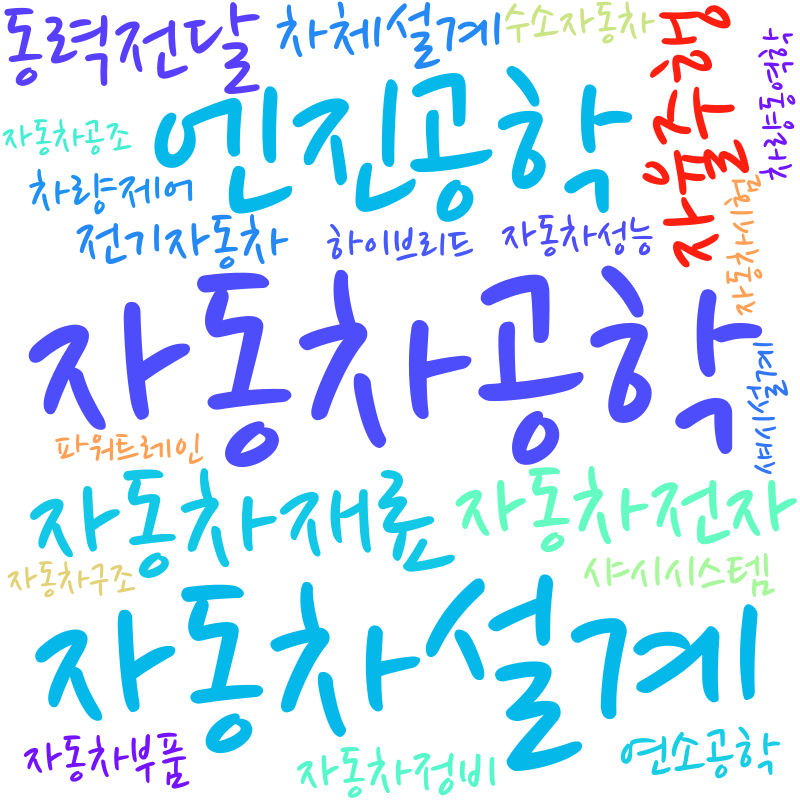 동력전달
차체설계
수소자동차
자율주행
차량동역학
자동차공조
엔진공학
차량제어
전기자동차
하이브리드
자동차성능
자동차회사
자동차공학
섀시설계
파워트레인
자동차재료
자동차전자
자동차구조
샤시시스템
자동차설계
자동차부품
자동차정비
연소공학